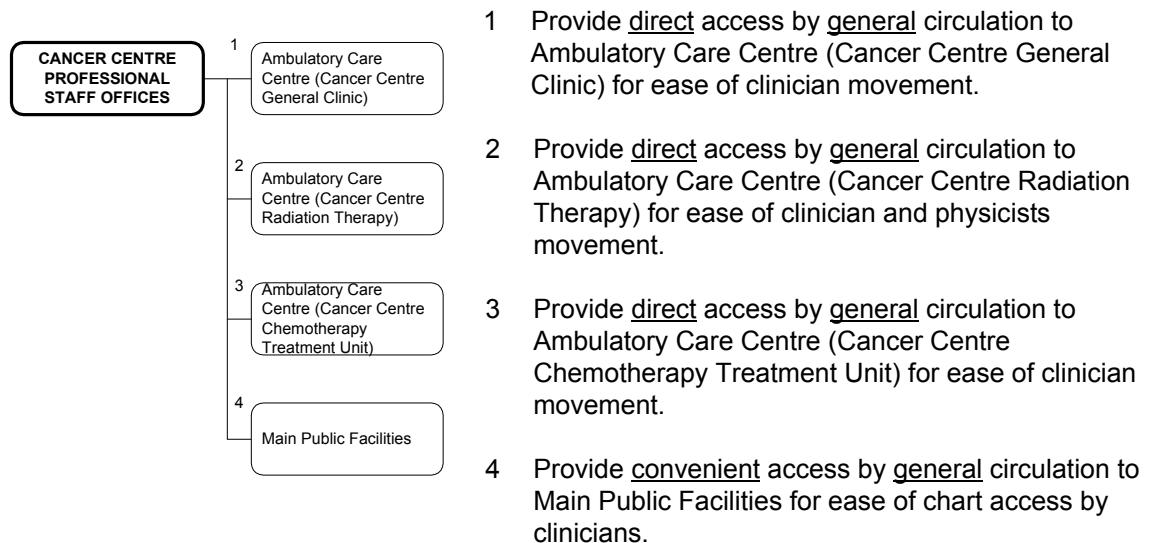 CANCER CENTRE
PROFESSIONAL
STAFF OFFICES
1
Ambulatory Care
Centre (Cancer Centre
General Clinic)
2
Ambulatory Care
Centre (Cancer Centre
Radiation Therapy)
3
Ambulatory Care
Centre (Cancer Centre
Chemotherapy
Treatment Unit)
4
Main Public Facilities
1 Provide direct access by general circulation to
Ambulatory Care Centre (Cancer Centre General
Clinic) for ease of clinician movement.
2 Provide direct access by general circulation to
Ambulatory Care Centre (Cancer Centre Radiation
Therapy) for ease of clinician and physicists
movement.
3 Provide direct access by general circulation to
Ambulatory Care Centre (Cancer Centre
Chemotherapy Treatment Unit) for ease of clinician
movement.
4 Provide convenient access by general circulation to
Main Public Facilities for ease of chart access by
clinicians.